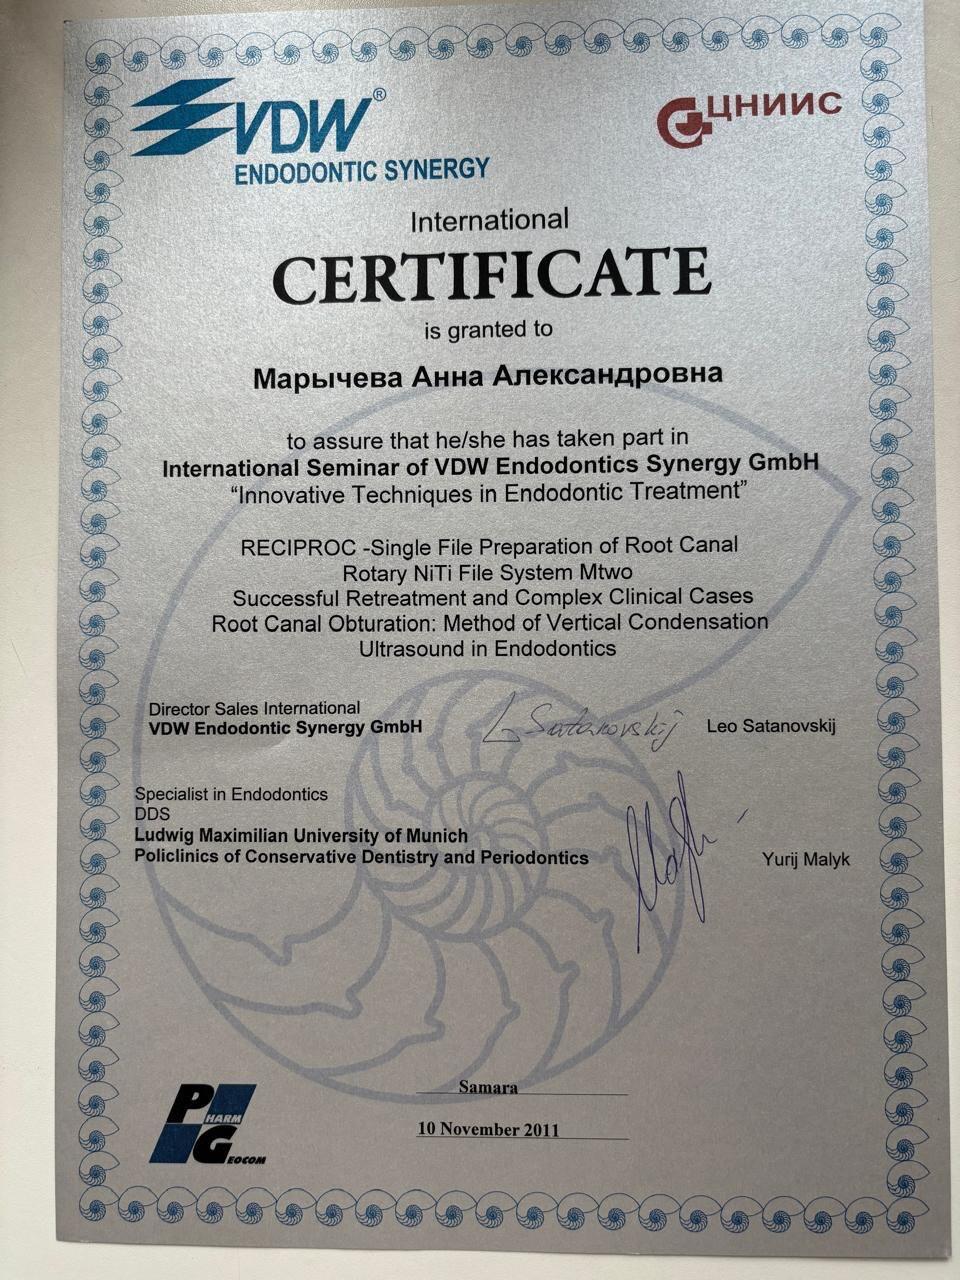 VDW®
ENDODONTIC SYNERGY
ЦНИИС
International
CERTIFICATE
is granted to
Марычева Анна Александровна
to assure that he/she has taken part in
International Seminar of VDW Endodontics Synergy GmbH
“Innovative Techniques in Endodontic Treatment”
RECIPROC -Single File Preparation of Root Canal
Rotary NiTi File System Mtwo
Successful Retreatment and Complex Clinical Cases
Root Canal Obturation: Method of Vertical Condensation
Ultrasound in Endodontics
Director Sales International
VDW Endodontic Synergy GmbH
L. Satanovskij
Leo Satanovskij
Specialist in Endodontics
DDS
Ludwig Maximilian University of Munich
Policlinics of Conservative Dentistry and Periodontics
Yurij Malyk
Samara
10 November 2011
PHARM
GEOCOM